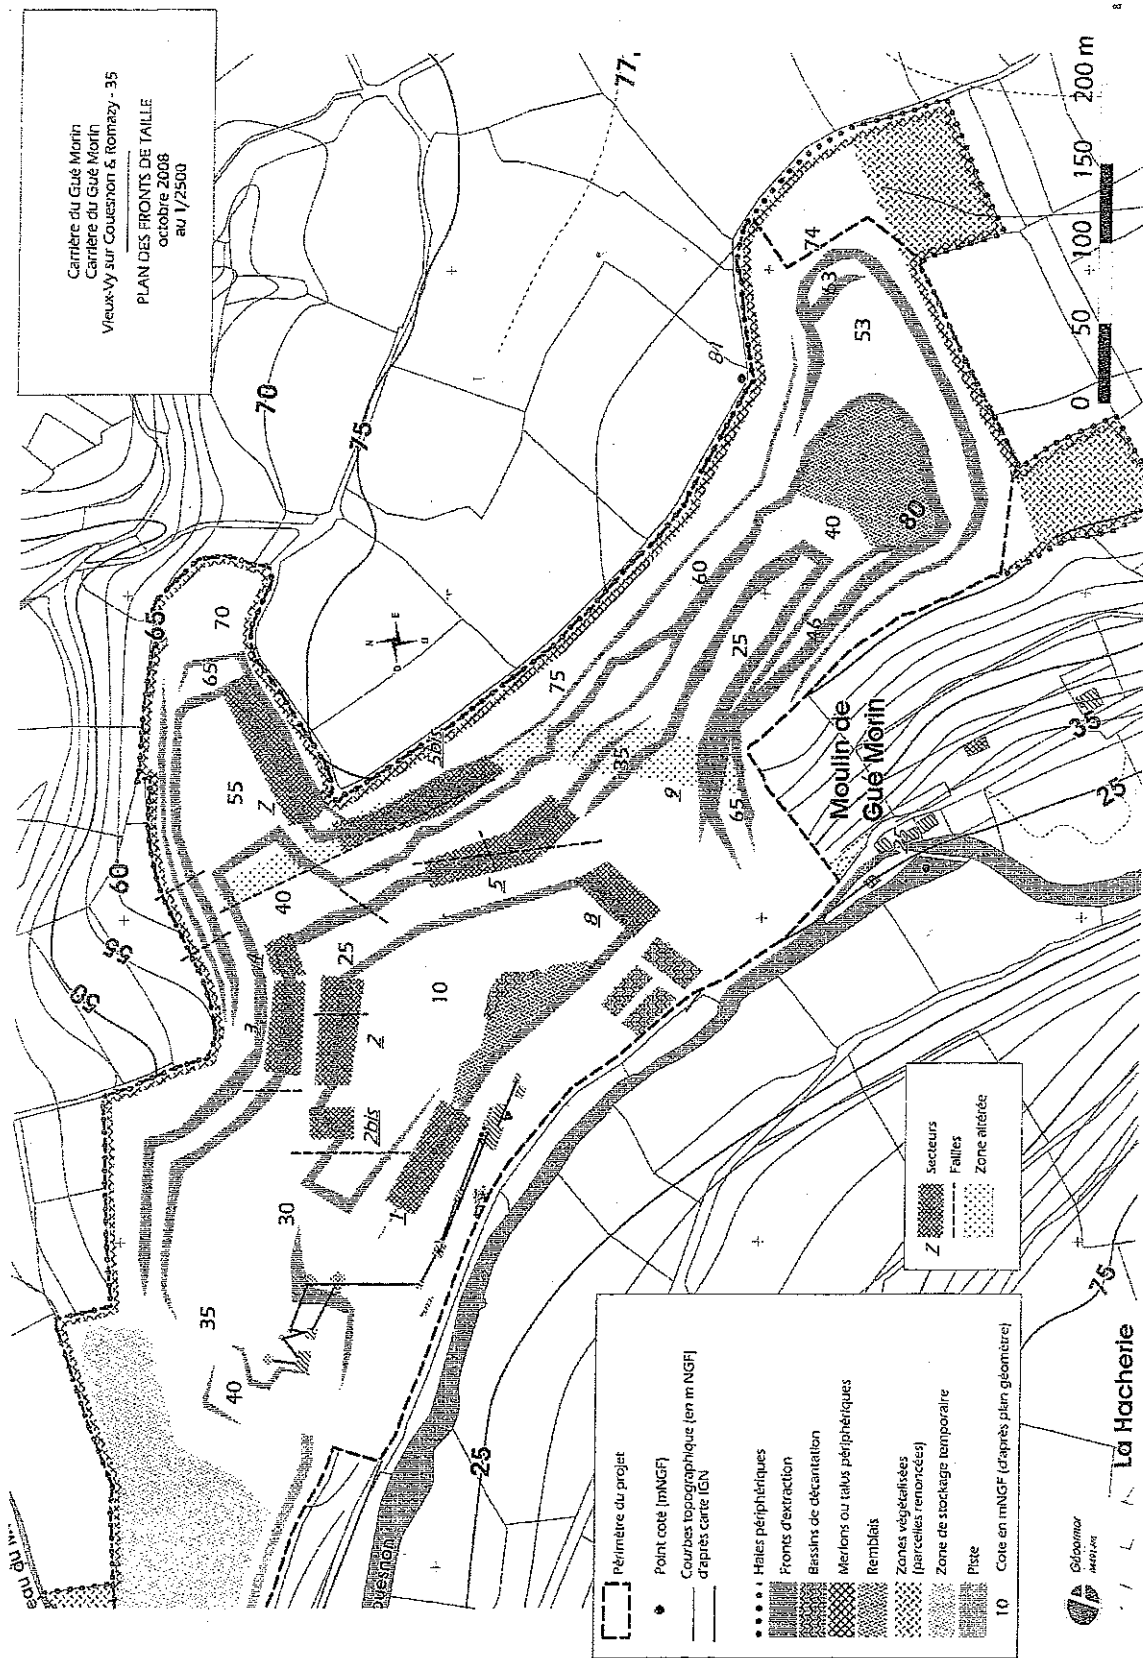 Carrière du Gué Morin
Carrière du Gué Morin
Vieux-Vy sur Couesnon & Romazy - 35
PLAN DES FRONTS DE TAILLE
octobre 2008
au 1/2500
77,
70
75
65
70
65
60
55
50
55
7
40
3
25
10
2
2bis
1
30
35
40
5
5bis
8
75
60
35
9
65
25
46
40
80
53
63
74
81
N
E
Moulin de
Gué Morin
35
25
25
75
0 50 100 150 200 m
Z Secteurs
Failles
Zone altérée
Périmètre du projet
Point coté (mNGF)
Courbes topographique (en m NGF)
d'après carte IGN
Haies périphériques
Fronts d'extraction
Bassins de décantation
Merlons ou talus périphériques
Remblais
Zones végétalisées
(parcelles renoncées)
Zone de stockage temporaire
Piste
10 Cote en mNGF (d'après plan géomètre)
La Hacherie